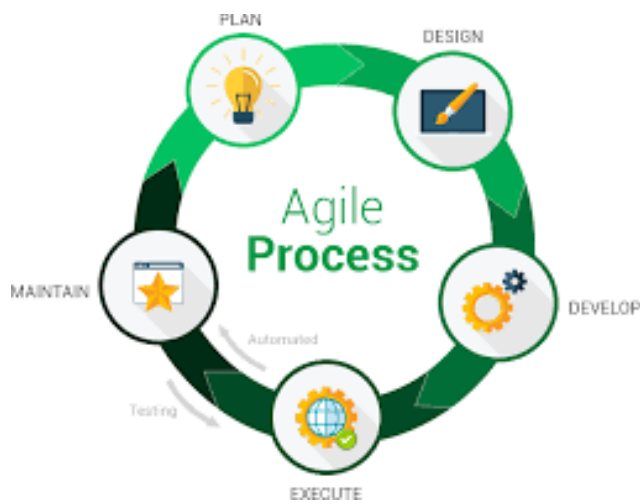 PLAN
DESIGN
Agile
Process
MAINTAIN
DEVELOP
Automated
Testing
EXECUTE